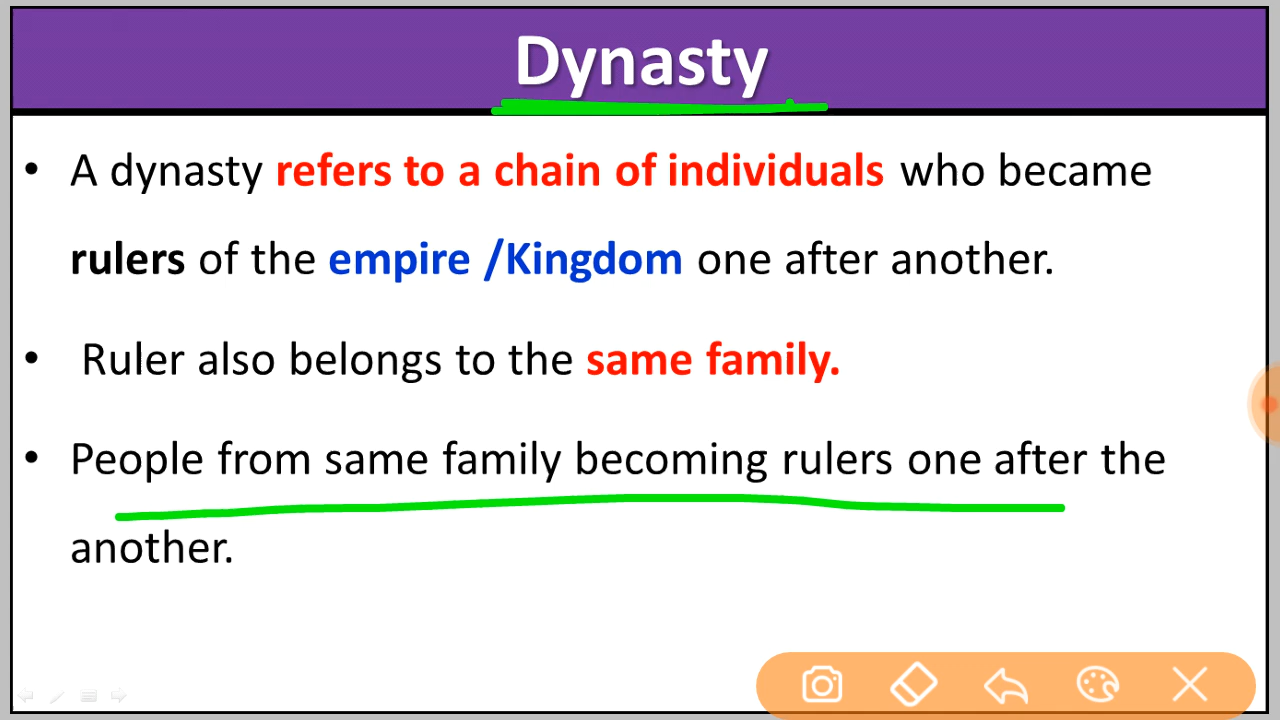 Dynasty
• A dynasty refers to a chain of individuals who became
rulers of the empire /Kingdom one after another.
• Ruler also belongs to the same family.
• People from same family becoming rulers one after the
another.